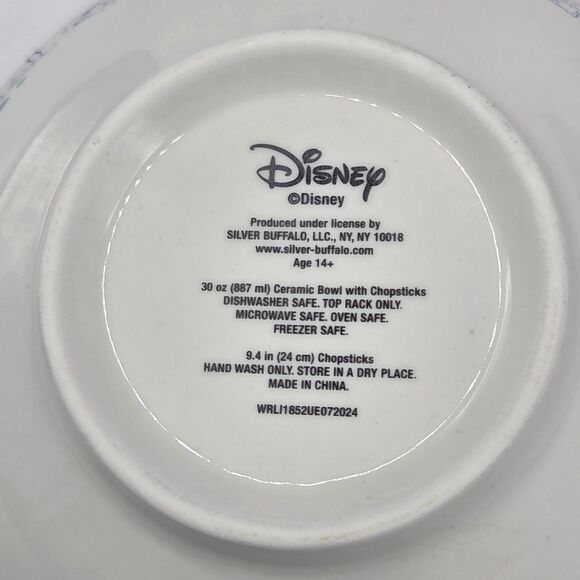 Disney
©Disney
Produced under license by
SILVER BUFFALO, LLC., NY, NY 10018
www.silver-buffalo.com
Age 14+
30 oz (887 ml) Ceramic Bowl with Chopsticks
DISHWASHER SAFE. TOP RACK ONLY.
MICROWAVE SAFE. OVEN SAFE.
FREEZER SAFE.
9.4 in (24 cm) Chopsticks
HAND WASH ONLY. STORE IN A DRY PLACE.
MADE IN CHINA.
WRLI1852UE072024